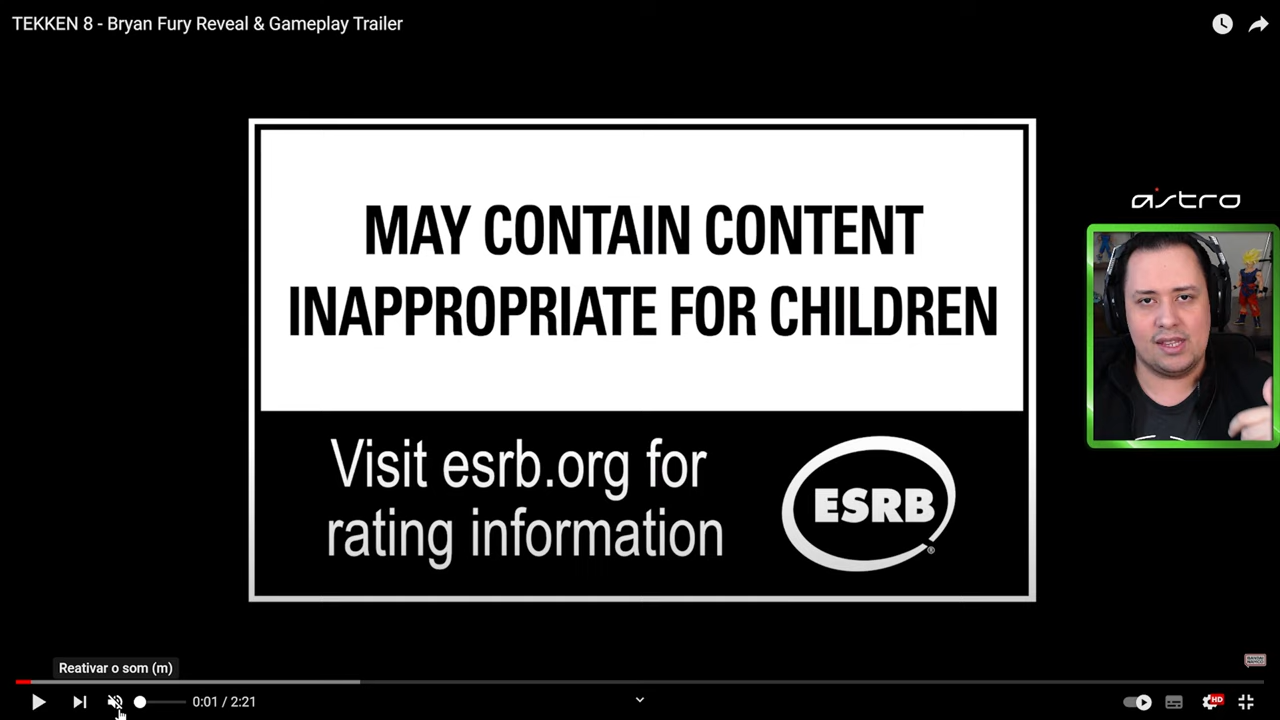 TEKKEN 8 - Bryan Fury Reveal & Gameplay Trailer
MAY CONTAIN CONTENT
INAPPROPRIATE FOR CHILDREN
Visit esrb.org for
rating information
ESRB
®
astro
Reativar o som (m)
0:01 / 2:21
HD